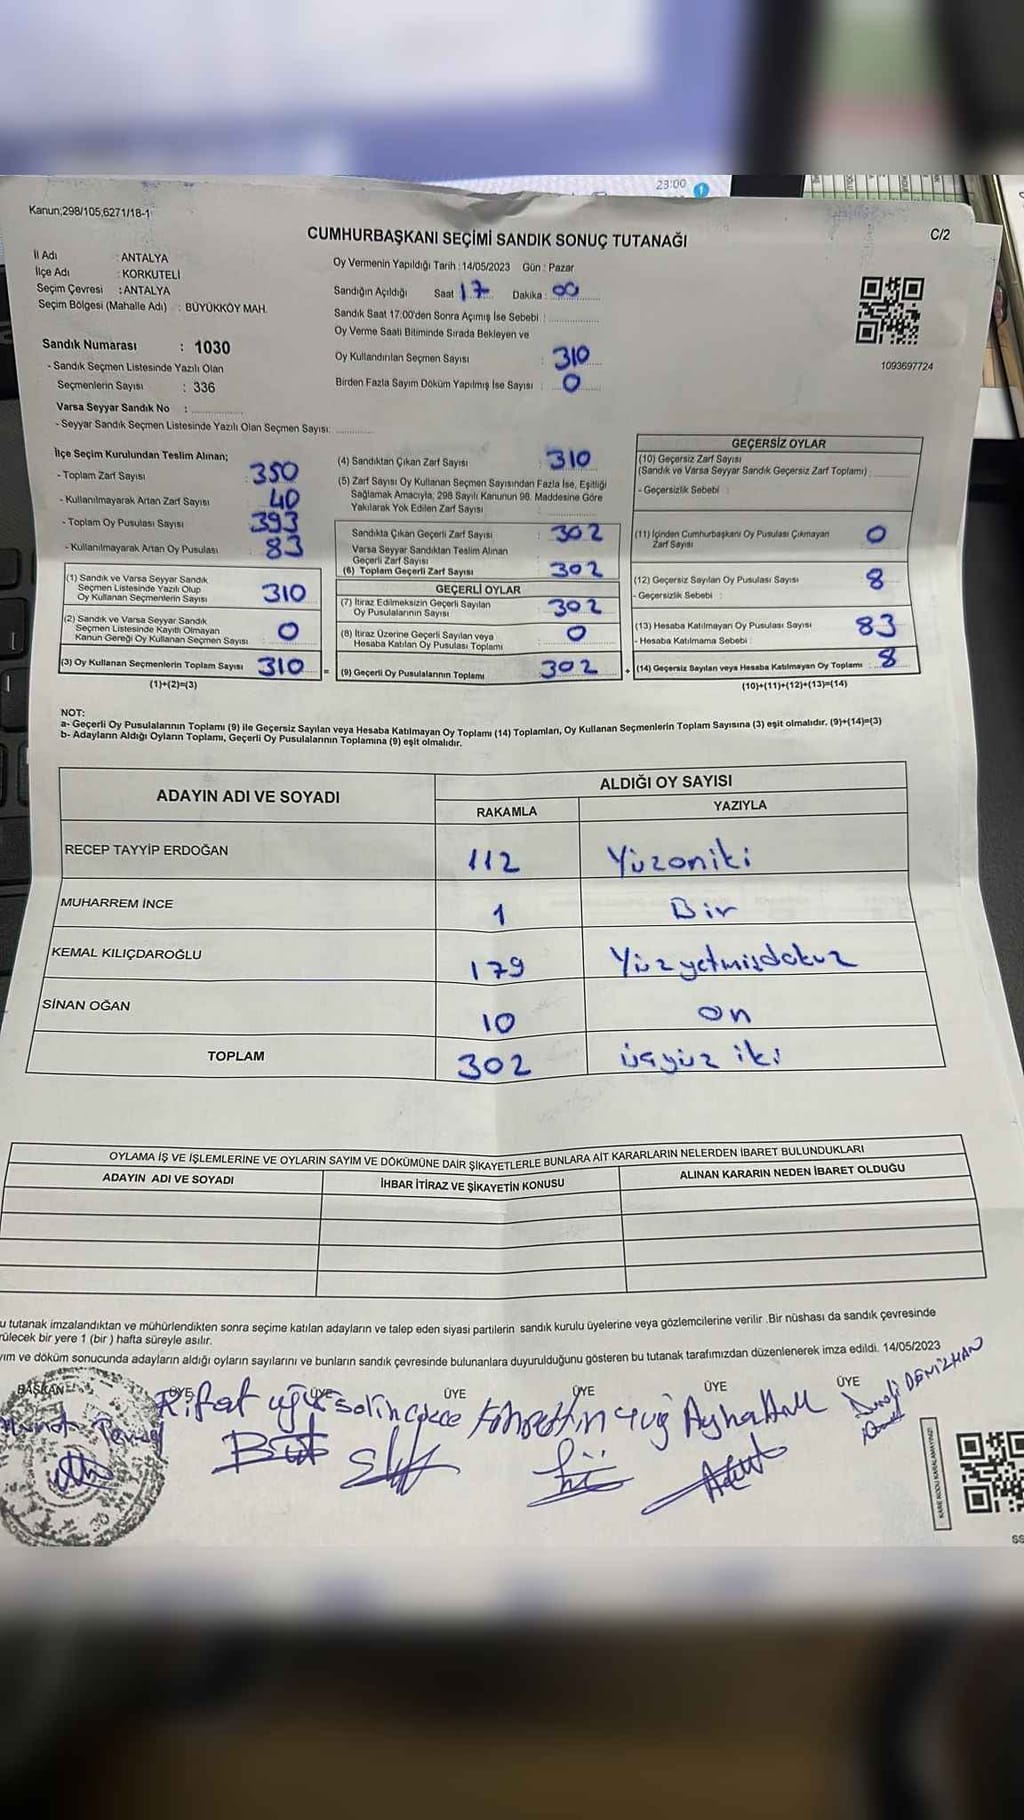 23:00
Kanun;298/105,6271/18-1
C/2
CUMHURBAŞKANI SEÇİMİ SANDIK SONUÇ TUTANAĞI
İl Adı : ANTALYA
İlçe Adı : KORKUTELİ
Seçim Çevresi : ANTALYA
Seçim Bölgesi (Mahalle Adı) : BÜYÜKKÖY MAH.
Sandık Numarası : 1030
- Sandık Seçmen Listesinde Yazılı Olan
Seçmenlerin Sayısı : 336
Varsa Seyyar Sandık No :
- Seyyar Sandık Seçmen Listesinde Yazılı Olan Seçmen Sayısı:
Oy Vermenin Yapıldığı Tarih : 14/05/2023 Gün : Pazar
Sandığın Açıldığı Saat 17 Dakika : 00
Sandık Saat 17:00'den Sonra Açımış İse Sebebi :
Oy Verme Saati Bitiminde Sırada Bekleyen ve
Oy Kullandırılan Seçmen Sayısı : 310
Birden Fazla Sayım Döküm Yapılmış İse Sayısı : 0
1093697724
İlçe Seçim Kurulundan Teslim Alınan;
- Toplam Zarf Sayısı : 350
- Kullanılmayarak Artan Zarf Sayısı : 40
- Toplam Oy Pusulası Sayısı : 393
- Kullanılmayarak Artan Oy Pusulası : 83
(1) Sandık ve Varsa Seyyar Sandık
Seçmen Listesinde Yazılı Olup
Oy Kullanan Seçmenlerin Sayısı : 310
(2) Sandık ve Varsa Seyyar Sandık
Seçmen Listesinde Kayıtlı Olmayan
Kanun Gereği Oy Kullanan Seçmen Sayısı : 0
(3) Oy Kullanan Seçmenlerin Toplam Sayısı : 310 =
(1)+(2)=(3)
(4) Sandıktan Çıkan Zarf Sayısı : 310
(5) Zarf Sayısı Oy Kullanan Seçmen Sayısından Fazla İse, Eşitliği
Sağlamak Amacıyla, 298 Sayılı Kanunun 98. Maddesine Göre
Yakılarak Yok Edilen Zarf Sayısı :
Sandıkta Çıkan Geçerli Zarf Sayısı : 302
Varsa Seyyar Sandıktan Teslim Alınan
Geçerli Zarf Sayısı
(6) Toplam Geçerli Zarf Sayısı : 302
GEÇERLİ OYLAR
(7) İtiraz Edilmeksizin Geçerli Sayılan
Oy Pusulalarının Sayısı : 302
(8) İtiraz Üzerine Geçerli Sayılan veya
Hesaba Katılan Oy Pusulası Toplamı : 0
(9) Geçerli Oy Pusulalarının Toplamı : 302 +
GEÇERSİZ OYLAR
(10) Geçersiz Zarf Sayısı
(Sandık ve Varsa Seyyar Sandık Geçersiz Zarf Toplamı) :
- Geçersizlik Sebebi :
(11) İçinden Cumhurbaşkanı Oy Pusulası Çıkmayan
Zarf Sayısı : 0
(12) Geçersiz Sayılan Oy Pusulası Sayısı : 8
- Geçersizlik Sebebi :
(13) Hesaba Katılmayan Oy Pusulası Sayısı : 83
- Hesaba Katılmama Sebebi :
(14) Geçersiz Sayılan veya Hesaba Katılmayan Oy Toplamı : 8
(10)+(11)+(12)+(13)=(14)
NOT:
a- Geçerli Oy Pusulalarının Toplamı (9) ile Geçersiz Sayılan veya Hesaba Katılmayan Oy Toplamı (14) Toplamları, Oy Kullanan Seçmenlerin Toplam Sayısına (3) eşit olmalıdır. (9)+(14)=(3)
b- Adayların Aldığı Oyların Toplamı, Geçerli Oy Pusulalarının Toplamına (9) eşit olmalıdır.
ADAYIN ADI VE SOYADI
ALDIĞI OY SAYISI
RAKAMLA YAZIYLA
RECEP TAYYİP ERDOĞAN 112 Yüzoniki
MUHARREM İNCE 1 Bir
KEMAL KILIÇDAROĞLU 179 Yüzyetmişdokuz
SİNAN OĞAN 10 on
TOPLAM 302 üçyüz iki
OYLAMA İŞ VE İŞLEMLERİNE VE OYLARIN SAYIM VE DÖKÜMÜNE DAİR ŞİKAYETLERLE BUNLARA AİT KARARLARIN NELERDEN İBARET BULUNDUKLARI
ADAYIN ADI VE SOYADI İHBAR İTİRAZ VE ŞİKAYETİN KONUSU ALINAN KARARIN NEDEN İBARET OLDUĞU
u tutanak imzalandıktan ve mühürlendikten sonra seçime katılan adayların ve talep eden siyasi partilerin sandık kurulu üyelerine veya gözlemcilerine verilir .Bir nüshası da sandık çevresinde
rülecek bir yere 1 (bir ) hafta süreyle asılır.
yım ve döküm sonucunda adayların aldığı oyların sayılarını ve bunların sandık çevresinde bulunanlara duyurulduğunu gösteren bu tutanak tarafımızdan düzenlenerek imza edildi. 14/05/2023
BAŞKAN ÜYE ÜYE ÜYE ÜYE ÜYE ÜYE
Rifat
DENİZHAN
KARE KODU KARALAMAYINIZ!